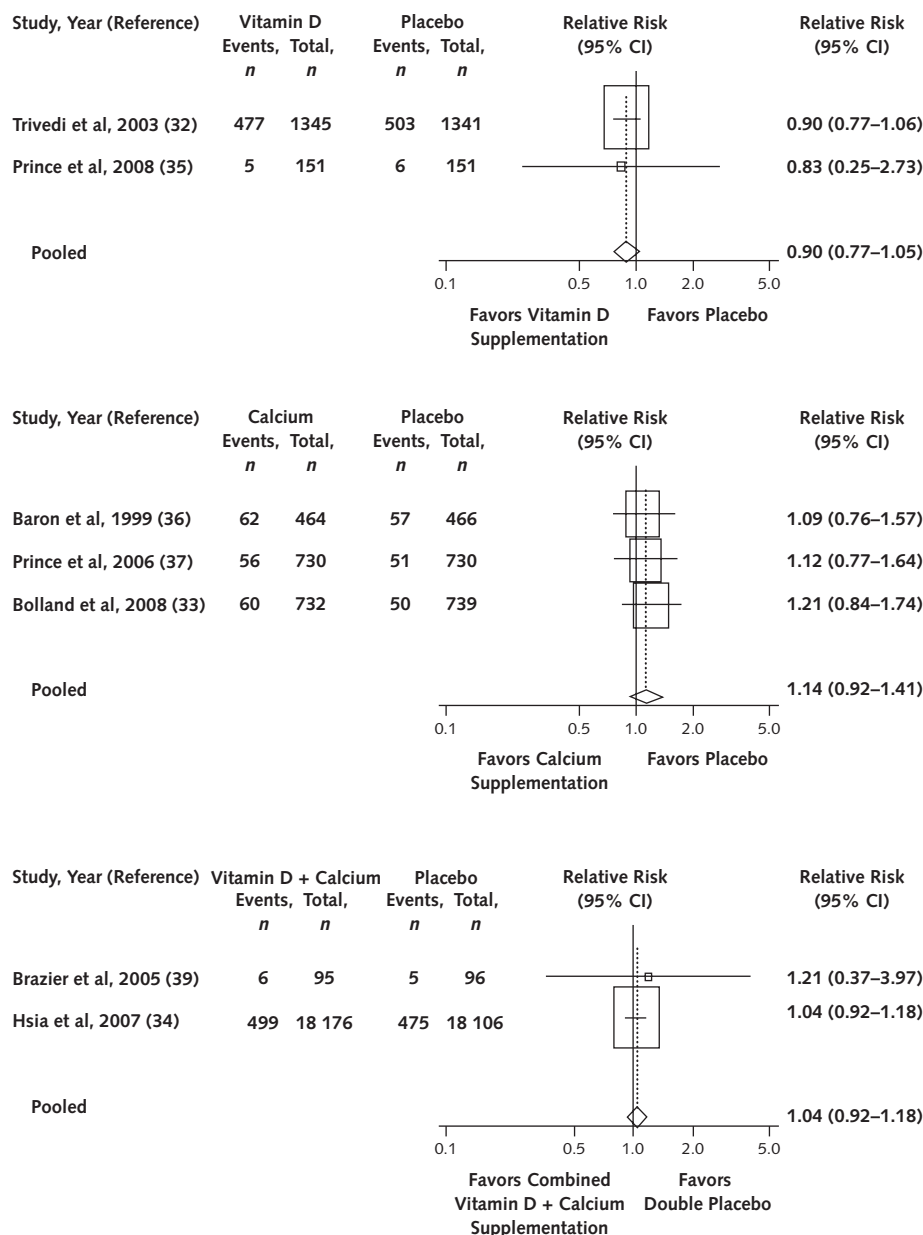 Study, Year (Reference) Vitamin D Placebo Relative Risk Relative Risk
Events, Total, Events, Total, (95% CI) (95% CI)
n n n n
Trivedi et al, 2003 (32) 477 1345 503 1341 0.90 (0.77–1.06)
Prince et al, 2008 (35) 5 151 6 151 0.83 (0.25–2.73)
Pooled 0.90 (0.77–1.05)
0.1 0.5 1.0 2.0 5.0
Favors Vitamin D Favors Placebo
Supplementation
Study, Year (Reference) Calcium Placebo Relative Risk Relative Risk
Events, Total, Events, Total, (95% CI) (95% CI)
n n n n
Baron et al, 1999 (36) 62 464 57 466 1.09 (0.76–1.57)
Prince et al, 2006 (37) 56 730 51 730 1.12 (0.77–1.64)
Bolland et al, 2008 (33) 60 732 50 739 1.21 (0.84–1.74)
Pooled 1.14 (0.92–1.41)
0.1 0.5 1.0 2.0 5.0
Favors Calcium Favors Placebo
Supplementation
Study, Year (Reference) Vitamin D + Calcium Placebo Relative Risk Relative Risk
Events, Total, Events, Total, (95% CI) (95% CI)
n n n n
Brazier et al, 2005 (39) 6 95 5 96 1.21 (0.37–3.97)
Hsia et al, 2007 (34) 499 18 176 475 18 106 1.04 (0.92–1.18)
Pooled 1.04 (0.92–1.18)
0.1 0.5 1.0 2.0 5.0
Favors Combined Favors
Vitamin D + Calcium Double Placebo
Supplementation